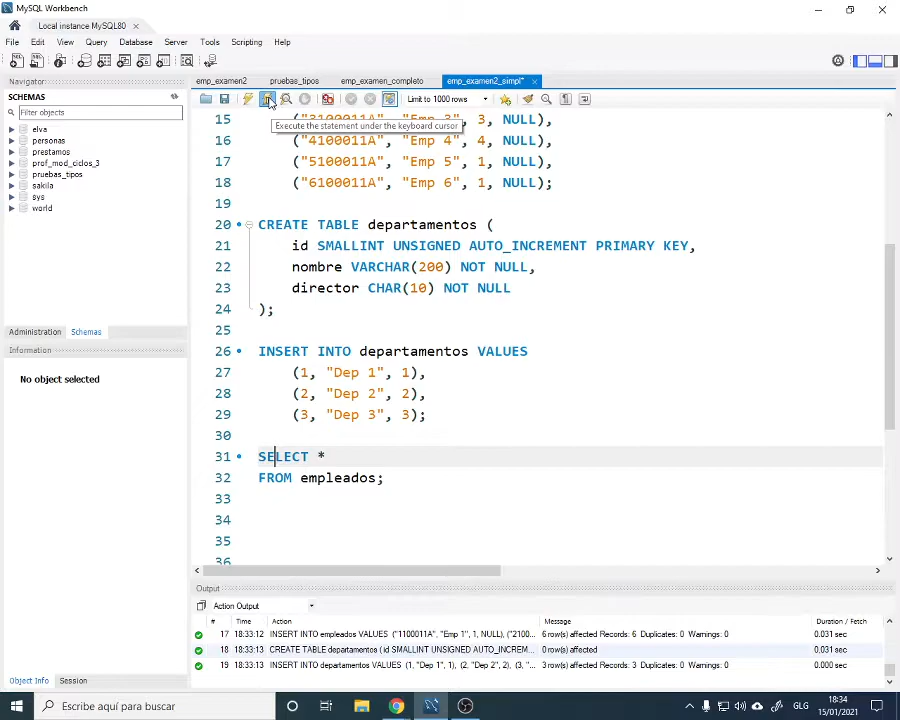 MySQL Workbench
Local instance MySQL80
File Edit View Query Database Server Tools Scripting Help
Navigator
SCHEMAS
Filter objects
elva
personas
prestamos
prof_mod_ciclos_3
pruebas_tipos
sakila
sys
world
Administration Schemas
Information
No object selected
Object Info Session
emp_examen2 pruebas_tipos emp_examen_completo emp_examen2_simpl*
Limit to 1000 rows
Execute the statement under the keyboard cursor
15 3, NULL),
16 ("4100011A", "Emp 4", 4, NULL),
17 ("5100011A", "Emp 5", 1, NULL),
18 ("6100011A", "Emp 6", 1, NULL);
19
20 CREATE TABLE departamentos (
21 id SMALLINT UNSIGNED AUTO_INCREMENT PRIMARY KEY,
22 nombre VARCHAR(200) NOT NULL,
23 director CHAR(10) NOT NULL
24 );
25
26 INSERT INTO departamentos VALUES
27 (1, "Dep 1", 1),
28 (2, "Dep 2", 2),
29 (3, "Dep 3", 3);
30
31 SELECT *
32 FROM empleados;
33
34
35
36
Output
Action Output
# Time Action Message Duration / Fetch
17 18:33:12 INSERT INTO empleados VALUES ("1100011A", "Emp 1", 1, NULL), ("2100... 6 row(s) affected Records: 6 Duplicates: 0 Warnings: 0 0.031 sec
18 18:33:13 CREATE TABLE departamentos ( id SMALLINT UNSIGNED AUTO_INCREM... 0 row(s) affected 0.031 sec
19 18:33:13 INSERT INTO departamentos VALUES (1, "Dep 1", 1), (2, "Dep 2", 2), (3, "De... 3 row(s) affected Records: 3 Duplicates: 0 Warnings: 0 0.000 sec
Escribe aquí para buscar
GLG
18:34
15/01/2021